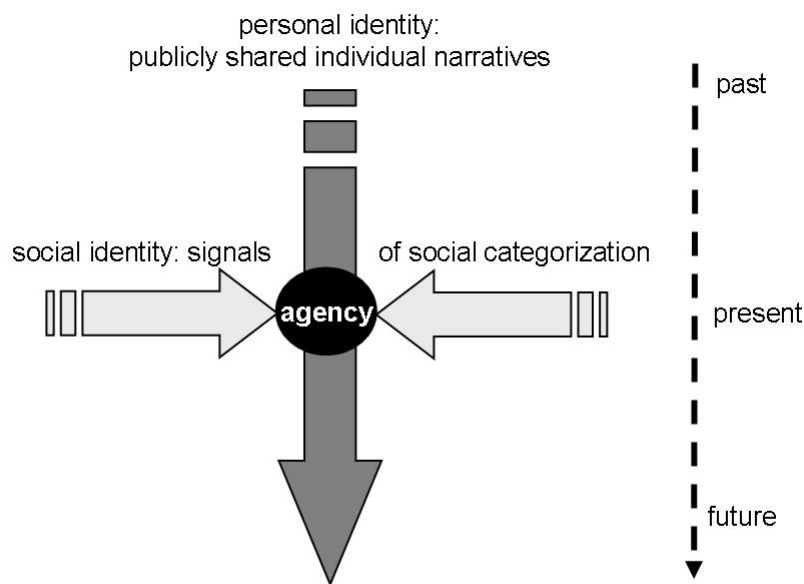 personal identity:
publicly shared individual narratives
past
social identity: signals
of social categorization
agency
present
future